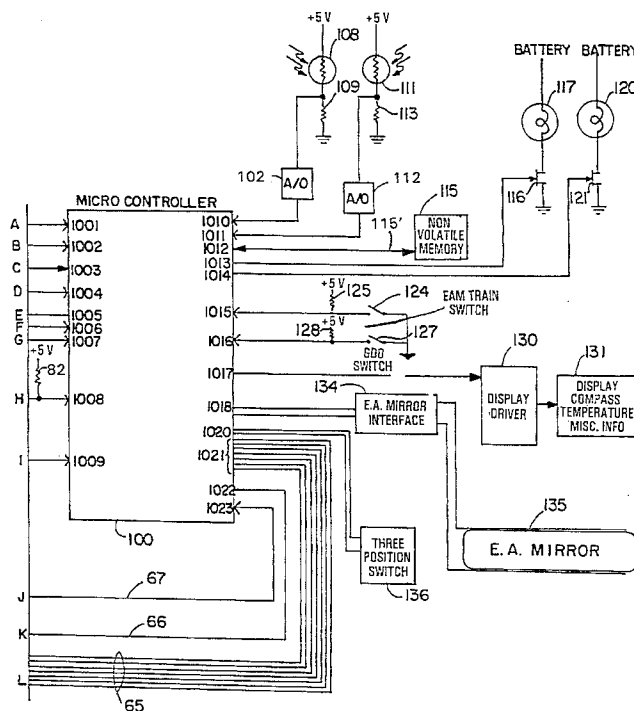 +5 V
+5 V
108
111
109
113
BATTERY
BATTERY
117
120
102
A/D
A/D
112
116
121
MICRO CONTROLLER
115
NON
VOLATILE
MEMORY
115'
A
1001
1010
B
1002
1011
C
1003
1012
D
1004
1013
1014
E
1005
1015
F
1006
1016
G
1007
+5 V
82
H
1008
1017
1018
1020
1021
I
1009
1022
1023
100
+5 V
125
124
EAM TRAIN
SWITCH
+5 V
128
127
GDO
SWITCH
130
DISPLAY
DRIVER
131
DISPLAY
COMPASS
TEMPERATURE
MISC. INFO
134
E.A. MIRROR
INTERFACE
135
E.A. MIRROR
THREE
POSITION
SWITCH
136
J
67
K
66
L
65